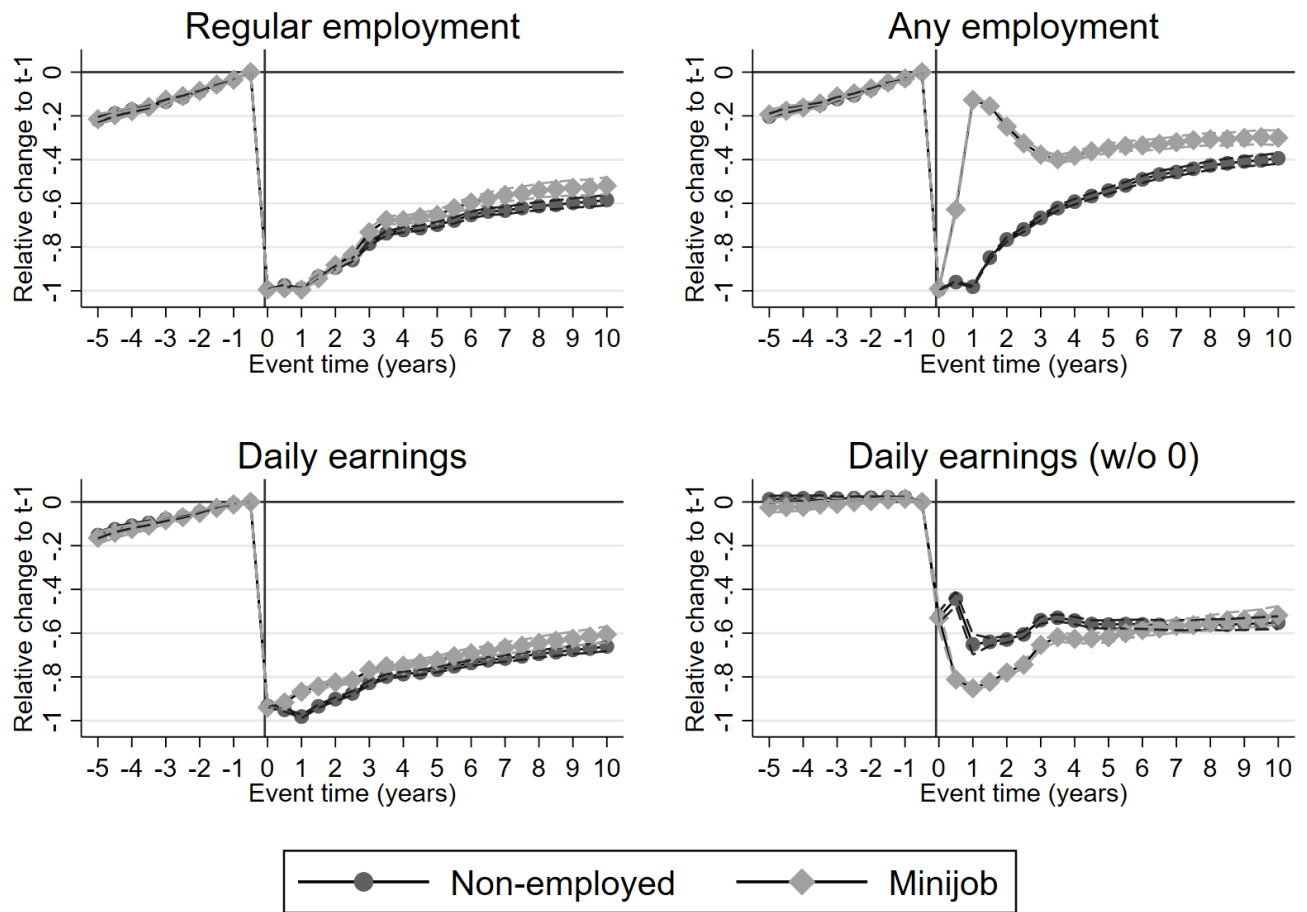 Regular employment
Relative change to t-1
0
-.2
-.4
-.6
-.8
-1
-5 -4 -3 -2 -1 0 1 2 3 4 5 6 7 8 9 10
Event time (years)
Any employment
Relative change to t-1
0
-.2
-.4
-.6
-.8
-1
-5 -4 -3 -2 -1 0 1 2 3 4 5 6 7 8 9 10
Event time (years)
Daily earnings
Relative change to t-1
0
-.2
-.4
-.6
-.8
-1
-5 -4 -3 -2 -1 0 1 2 3 4 5 6 7 8 9 10
Event time (years)
Daily earnings (w/o 0)
Relative change to t-1
0
-.2
-.4
-.6
-.8
-1
-5 -4 -3 -2 -1 0 1 2 3 4 5 6 7 8 9 10
Event time (years)
Non-employed Minijob